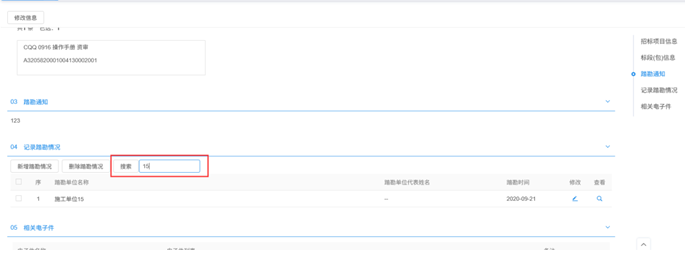 修改信息
CQQ 0916 操作手册 资审
A3205820001004130002001
03 踏勘通知
123
04 记录踏勘情况
新增踏勘情况 删除踏勘情况 搜索 15
序 踏勘单位名称 踏勘单位代表姓名 踏勘时间 修改 查看
1 施工单位15 -- 2020-09-21
05 相关电子件
招标项目信息
标段(包)信息
踏勘通知
记录踏勘情况
相关电子件